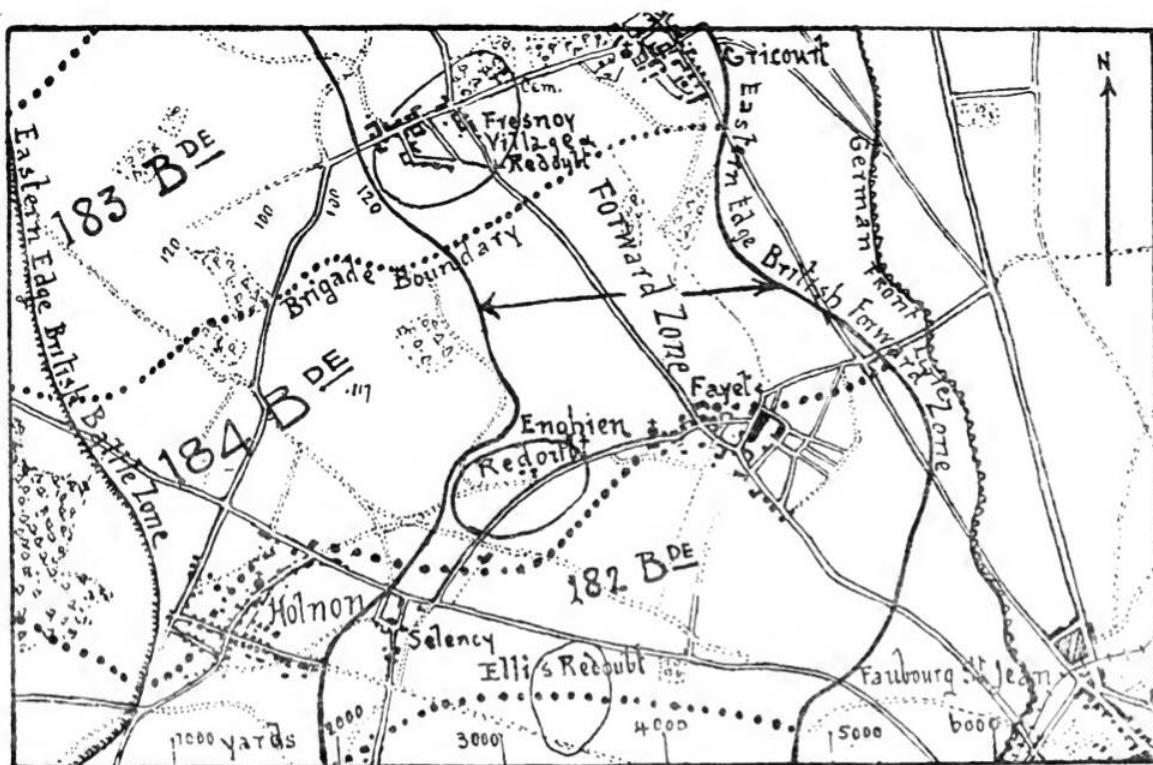 N
Gricourt
Cem.
Fresnoy
Village &
Redoubt
Eastern Edge British Battle Zone
183 BDE
100
100
120
120
Brigade Boundary
Forward Zone
Eastern Edge British Forward Zone
German Front Line
184 BDE
.117
Fayet
Enghien
Redoubt
182 BDE
Holnon
Selency
Ellis Redoubt
Faubourg St Jean
1000 yards
2000
3000
4000
5000
6000